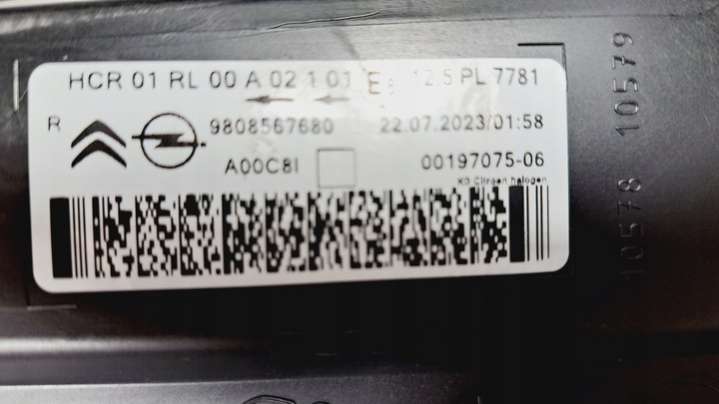 HCR 01 RL 00 A 02 1 01 E 12.5 PL 7781
R 9808567680 22.07.2023/01:58
A00C8I 00197075-06
K0 Citroen halogen
10578 10579